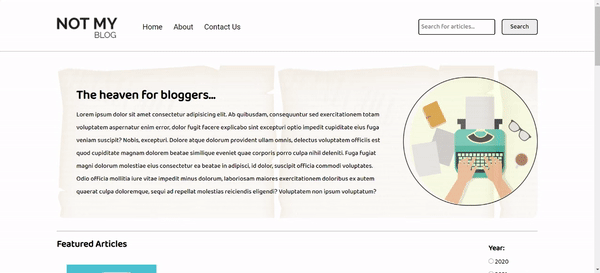 NOT MY
BLOG
Home About Contact Us
Search For articles...
Search
The heaven for bloggers...
Lorem ipsum dolor sit amet consectetur adipisicing elit. Ab quibusdam, consequuntur sed exercitationem totam
voluptatem aspernatur enim error, dolor fugit facere explicabo sint excepturi optio impedit cupiditate eius fuga
veniam suscipit? Nobis, excepturi. Dolore atque dolorum provident ullam omnis, delectus voluptatem officiis est
quod cupiditate magnam dolorem beatae similique eveniet quae corporis porro culpa nihil deleniti. Fuga fugiat
magni dolorum molestiae eius consectetur ea beatae in adipisci, id dolor, suscipit officia commodi voluptates.
Odio officia mollitia iure vitae impedit minus dolorum, laboriosam maiores exercitationem doloribus ex autem
quaerat culpa doloremque, sequi ad repellat molestias reiciendis eligendi? Voluptatem non ipsum voluptatum?
Featured Articles
Year:
2020